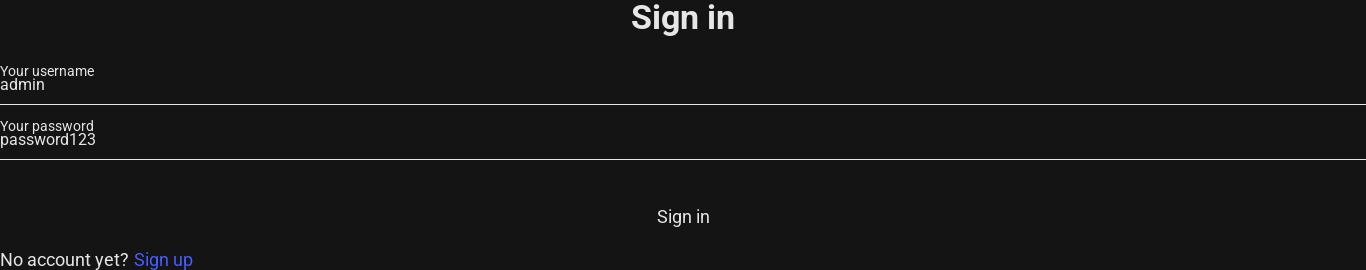 Sign in
Your username
admin
Your password
password123
Sign in
No account yet? Sign up